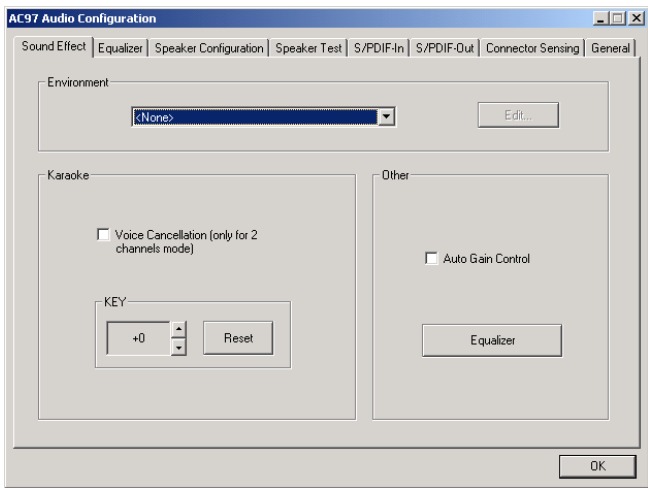 AC97 Audio Configuration
Sound Effect Equalizer Speaker Configuration Speaker Test S/PDIF-In S/PDIF-Out Connector Sensing General
Environment
<None>
Edit...
Karaoke
Voice Cancellation (only for 2
channels mode)
KEY
+0
Reset
Other
Auto Gain Control
Equalizer
OK